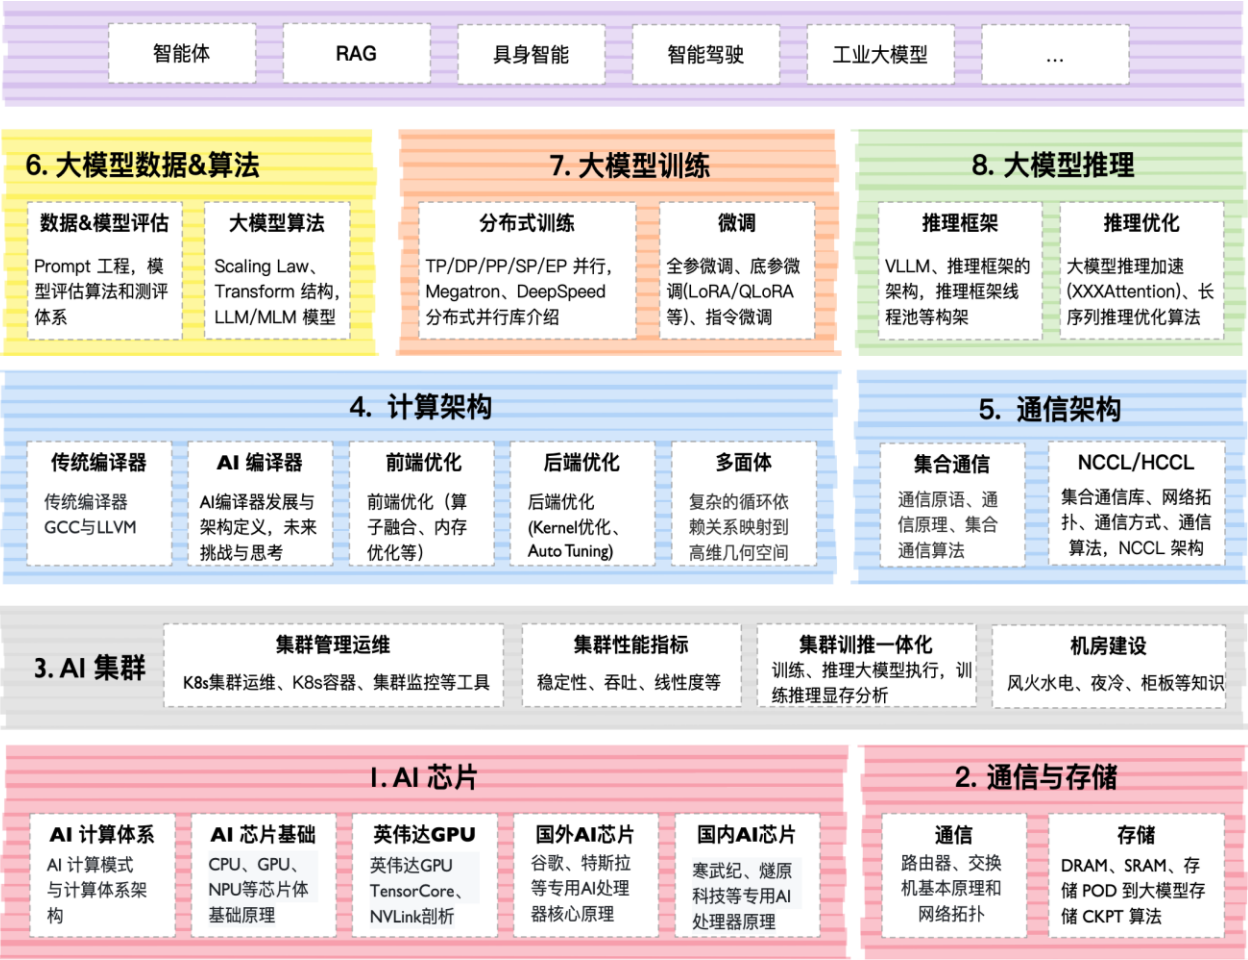 智能体
RAG
具身智能
智能驾驶
工业大模型
...
6. 大模型数据&算法
数据&模型评估
Prompt 工程，模
型评估算法和测评
体系
大模型算法
Scaling Law、
Transform 结构，
LLM/MLM 模型
7. 大模型训练
分布式训练
TP/DP/PP/SP/EP 并行，
Megatron、DeepSpeed
分布式并行库介绍
微调
全参微调、底参微
调(LoRA/QLoRA
等)、指令微调
8. 大模型推理
推理框架
VLLM、推理框架的
架构，推理框架线
程池等构架
推理优化
大模型推理加速
(XXXAttention)、长
序列推理优化算法
4. 计算架构
传统编译器
传统编译器
GCC与LLVM
AI 编译器
AI编译器发展与
架构定义，未来
挑战与思考
前端优化
前端优化（算
子融合、内存
优化等）
后端优化
后端优化
(Kernel优化、
Auto Tuning)
多面体
复杂的循环依
赖关系映射到
高维几何空间
5. 通信架构
集合通信
通信原语、通
信原理、集合
通信算法
NCCL/HCCL
集合通信库、网络拓
扑、通信方式、通信
算法，NCCL 架构
3. AI 集群
集群管理运维
K8s集群运维、K8s容器、集群监控等工具
集群性能指标
稳定性、吞吐、线性度等
集群训推一体化
训练、推理大模型执行，训
练推理显存分析
机房建设
风火水电、夜冷、柜板等知识
1. AI 芯片
AI 计算体系
AI 计算模式
与计算体系架
构
AI 芯片基础
CPU、GPU、
NPU等芯片体
基础原理
英伟达GPU
英伟达GPU
TensorCore、
NVLink剖析
国外AI芯片
谷歌、特斯拉
等专用AI处理
器核心原理
国内AI芯片
寒武纪、燧原
科技等专用AI
处理器原理
2. 通信与存储
通信
路由器、交换
机基本原理和
网络拓扑
存储
DRAM、SRAM、存
储 POD 到大模型存
储 CKPT 算法